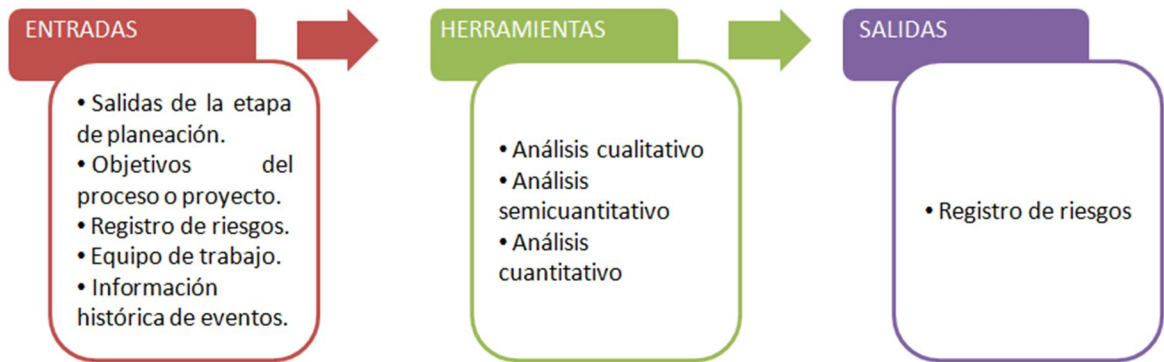 ENTRADAS
• Salidas de la etapa
de planeación.
• Objetivos del
proceso o proyecto.
• Registro de riesgos.
• Equipo de trabajo.
• Información
histórica de eventos.
HERRAMIENTAS
• Análisis cualitativo
• Análisis
semicuantitativo
• Análisis
cuantitativo
SALIDAS
• Registro de riesgos